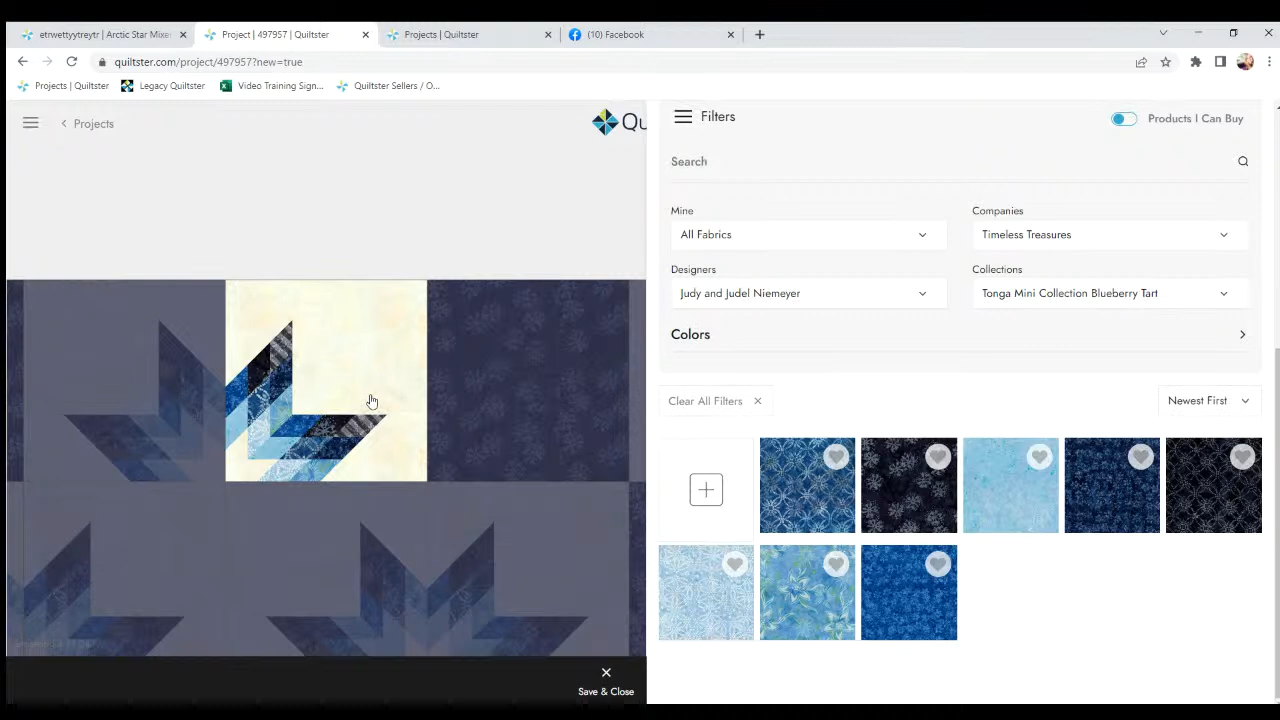 etrwettyytreytr | Arctic Star Mixer
Project | 497957 | Quiltster
Projects | Quiltster
(10) Facebook
quiltster.com/project/497957?new=true
Projects | Quiltster
Legacy Quiltster
Video Training Sign...
Quiltster Sellers / O...
Projects
Qu
Filters
Products I Can Buy
Search
Mine
Companies
All Fabrics
Timeless Treasures
Designers
Collections
Judy and Judel Niemeyer
Tonga Mini Collection Blueberry Tart
Colors
Clear All Filters
Newest First
Save & Close